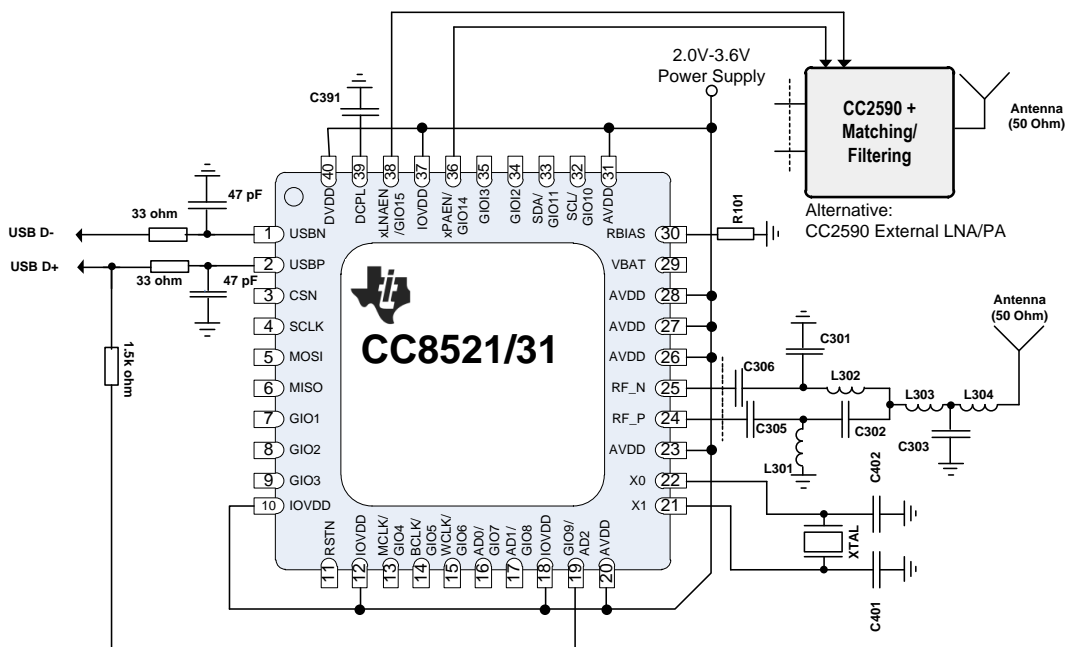 2.0V-3.6V
Power Supply
C391
CC2590 +
Matching/
Filtering
Antenna
(50 Ohm)
Alternative:
CC2590 External LNA/PA
40
39
38
37
36
35
34
33
32
31
DVDD
DCPL
xLNAEN
/GIO15
IOVDD
xPAEN/
GIO14
GIOI3
GIOI2
SDA/
GIO11
SCL/
GIO10
AVDD
47 pF
33 ohm
USB D-
USB D+
33 ohm
47 pF
1.5k ohm
1 USBN
2 USBP
3 CSN
4 SCLK
5 MOSI
6 MISO
7 GIO1
8 GIO2
9 GIO3
10 IOVDD
CC8521/31
RBIAS 30
VBAT 29
AVDD 28
AVDD 27
AVDD 26
RF_N 25
RF_P 24
AVDD 23
X0 22
X1 21
R101
Antenna
(50 Ohm)
C301
C306
L302
L303
L304
C305
C302
C303
L301
C402
XTAL
C401
RSTN
IOVDD
MCLK/
GIO4
BCLK/
GIO5
WCLK/
GIO6
AD0/
GIO7
AD1/
GIO8
IOVDD
GIO9/
AD2
AVDD
11
12
13
14
15
16
17
18
19
20